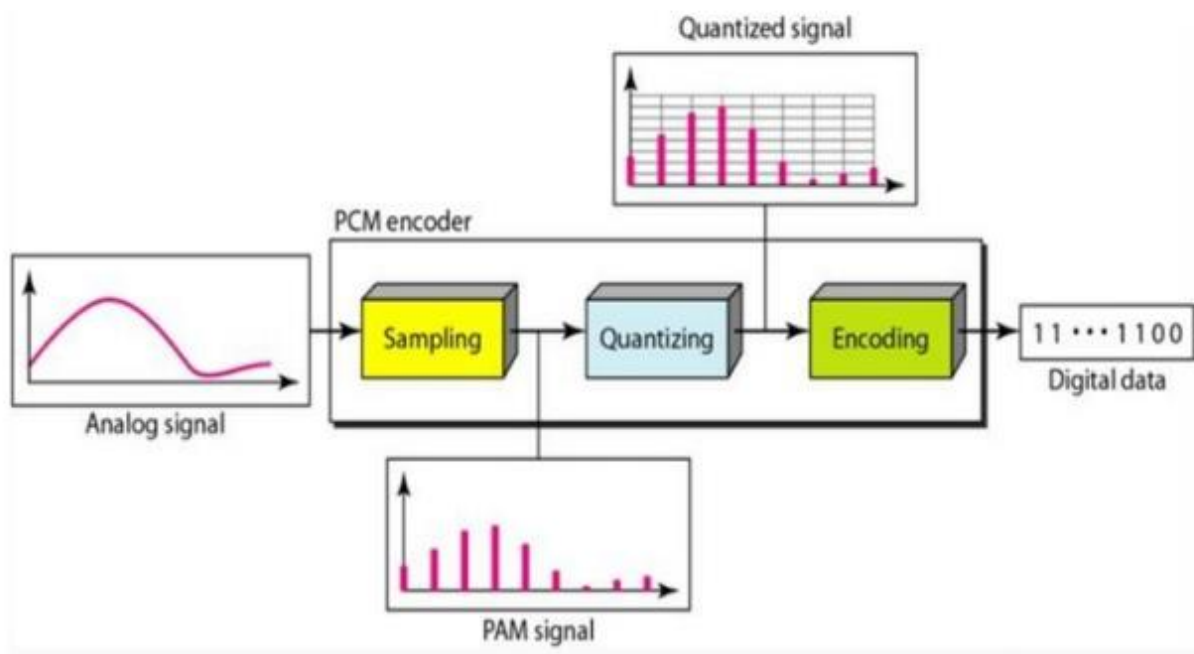 Quantized signal
PCM encoder
Sampling
Quantizing
Encoding
11 ••• 1100
Digital data
Analog signal
PAM signal